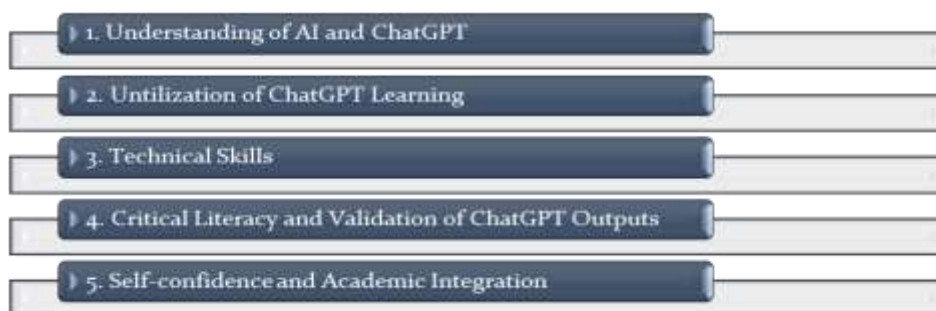 1. Understanding of AI and ChatGPT
2. Untilization of ChatGPT Learning
3. Technical Skills
4. Critical Literacy and Validation of ChatGPT Outputs
5. Self-confidence and Academic Integration